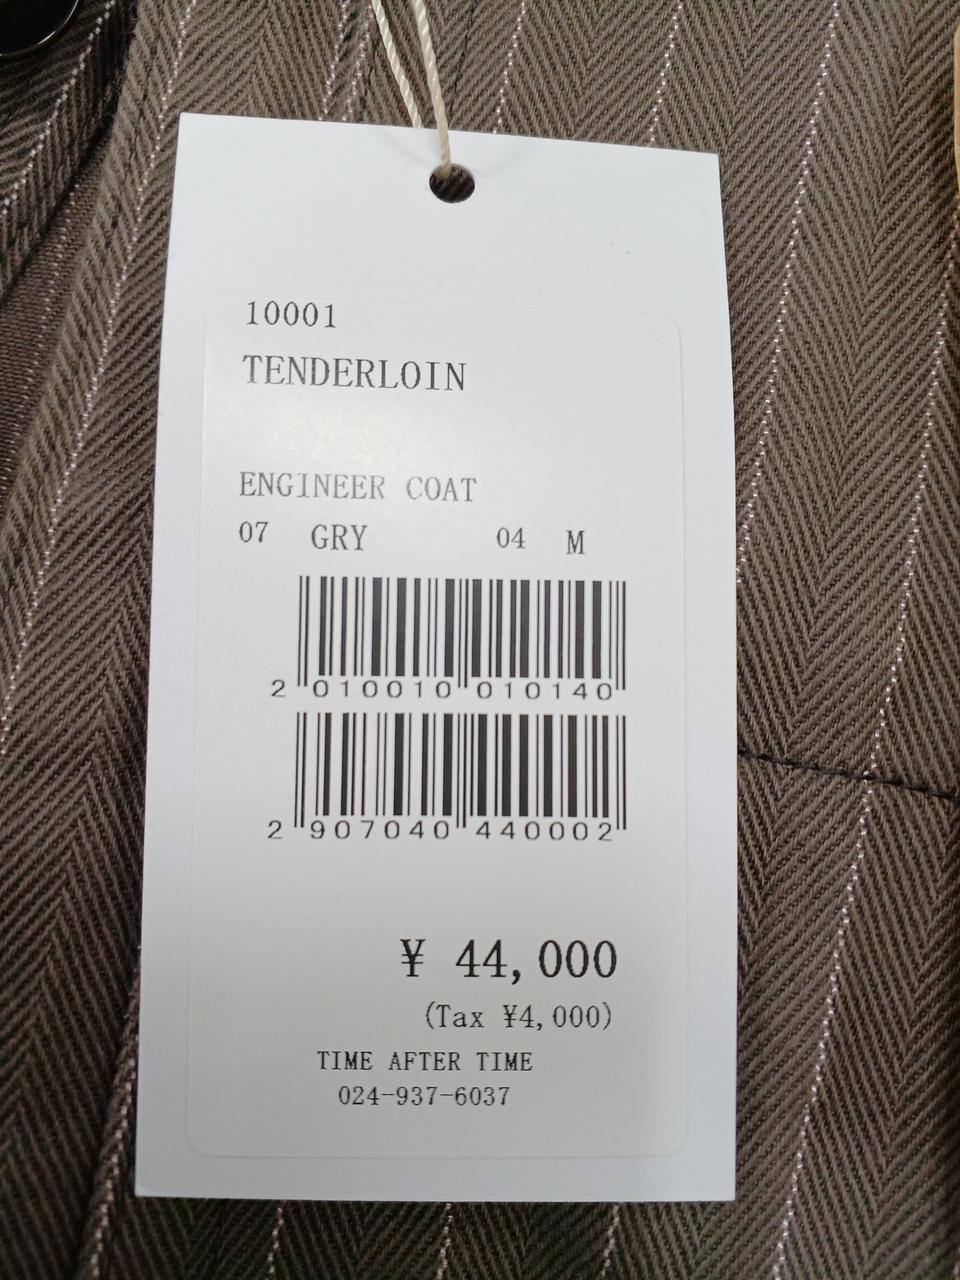 10001
TENDERLOIN
ENGINEER COAT
07 GRY 04 M
2 010010 010140
2 907040 440002
¥ 44,000
(Tax ¥4,000)
TIME AFTER TIME
024-937-6037